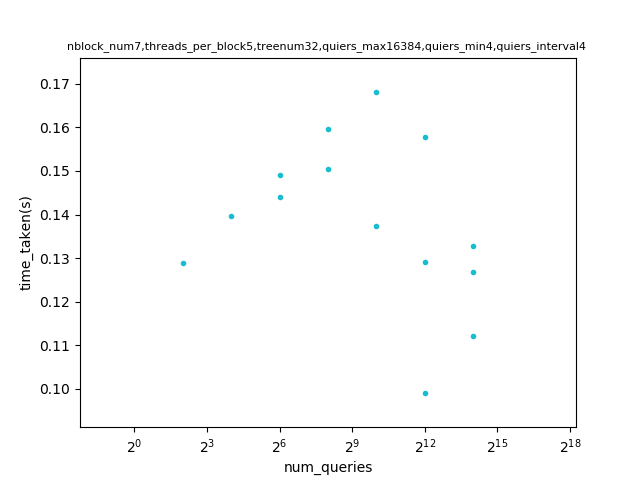 nblock_num7,threads_per_block5,treenum32,quiers_max16384,quiers_min4,quiers_interval4
0.17
0.16
0.15
0.14
0.13
0.12
0.11
0.10
time_taken(s)
2^0 2^3 2^6 2^9 2^12 2^15 2^18
num_queries